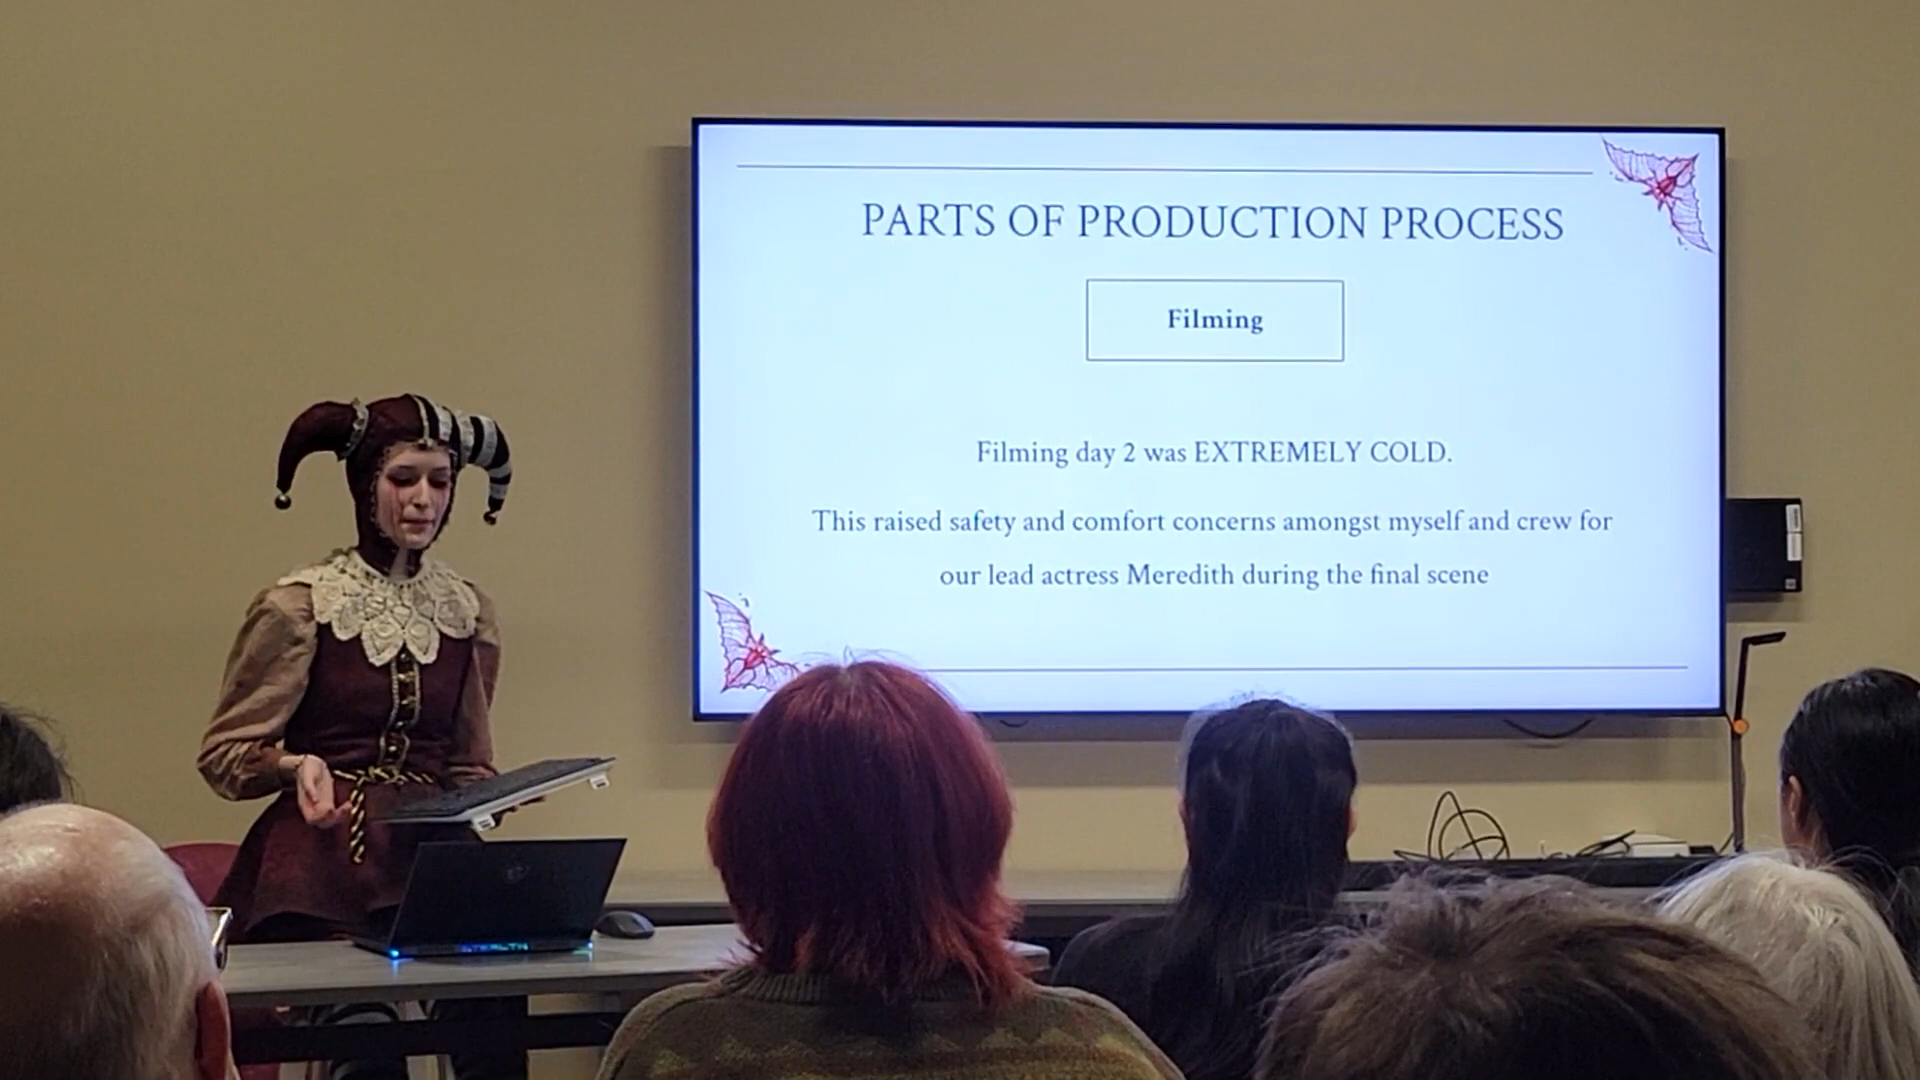 PARTS OF PRODUCTION PROCESS
Filming
Filming day 2 was EXTREMELY COLD.
This raised safety and comfort concerns amongst myself and crew for
our lead actress Meredith during the final scene
STEALTH